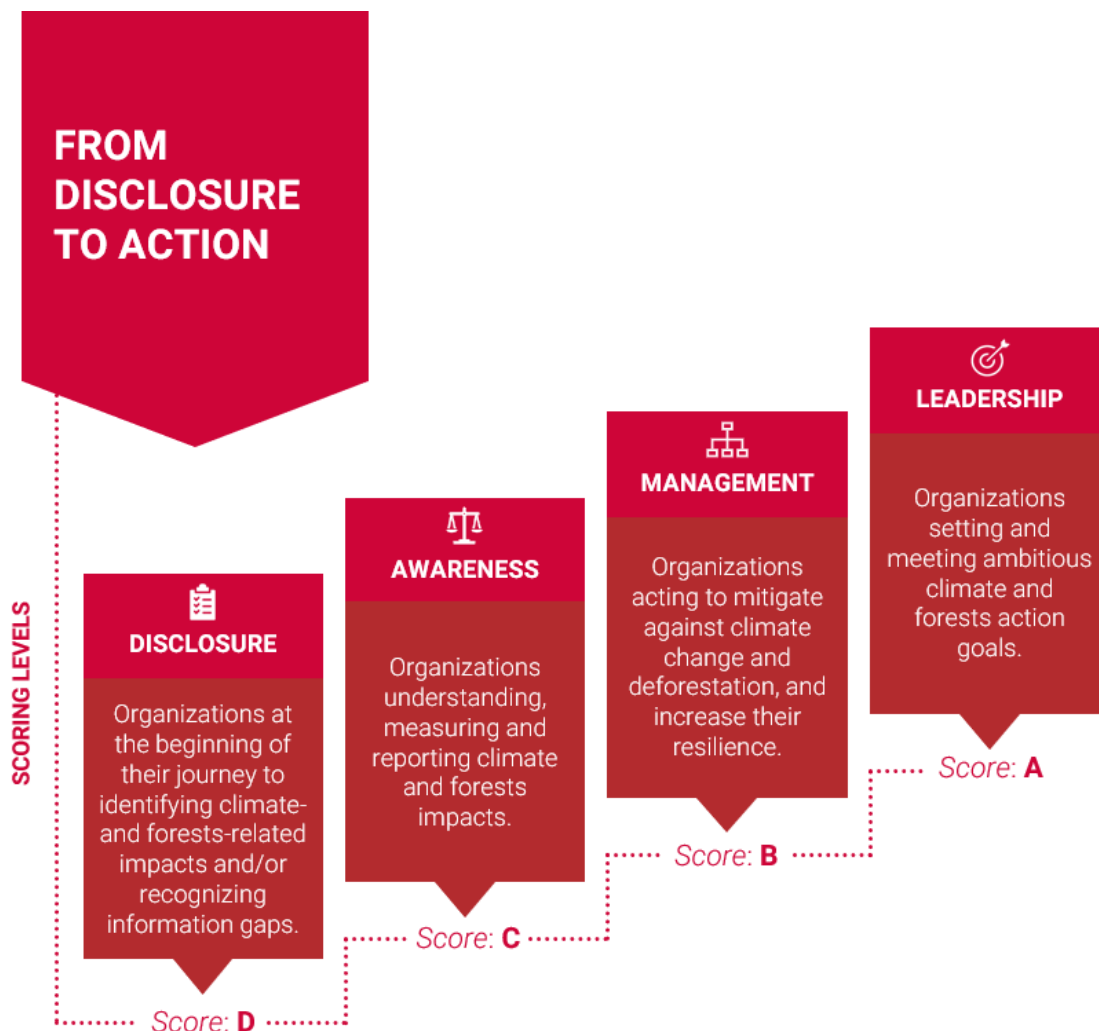 FROM
DISCLOSURE
TO ACTION
SCORING LEVELS
DISCLOSURE
Organizations at
the beginning of
their journey to
identifying climate-
and forests-related
impacts and/or
recognizing
information gaps.
Score: D
AWARENESS
Organizations
understanding,
measuring and
reporting climate
and forests
impacts.
Score: C
MANAGEMENT
Organizations
acting to mitigate
against climate
change and
deforestation, and
increase their
resilience.
Score: B
LEADERSHIP
Organizations
setting and
meeting ambitious
climate and
forests action
goals.
Score: A